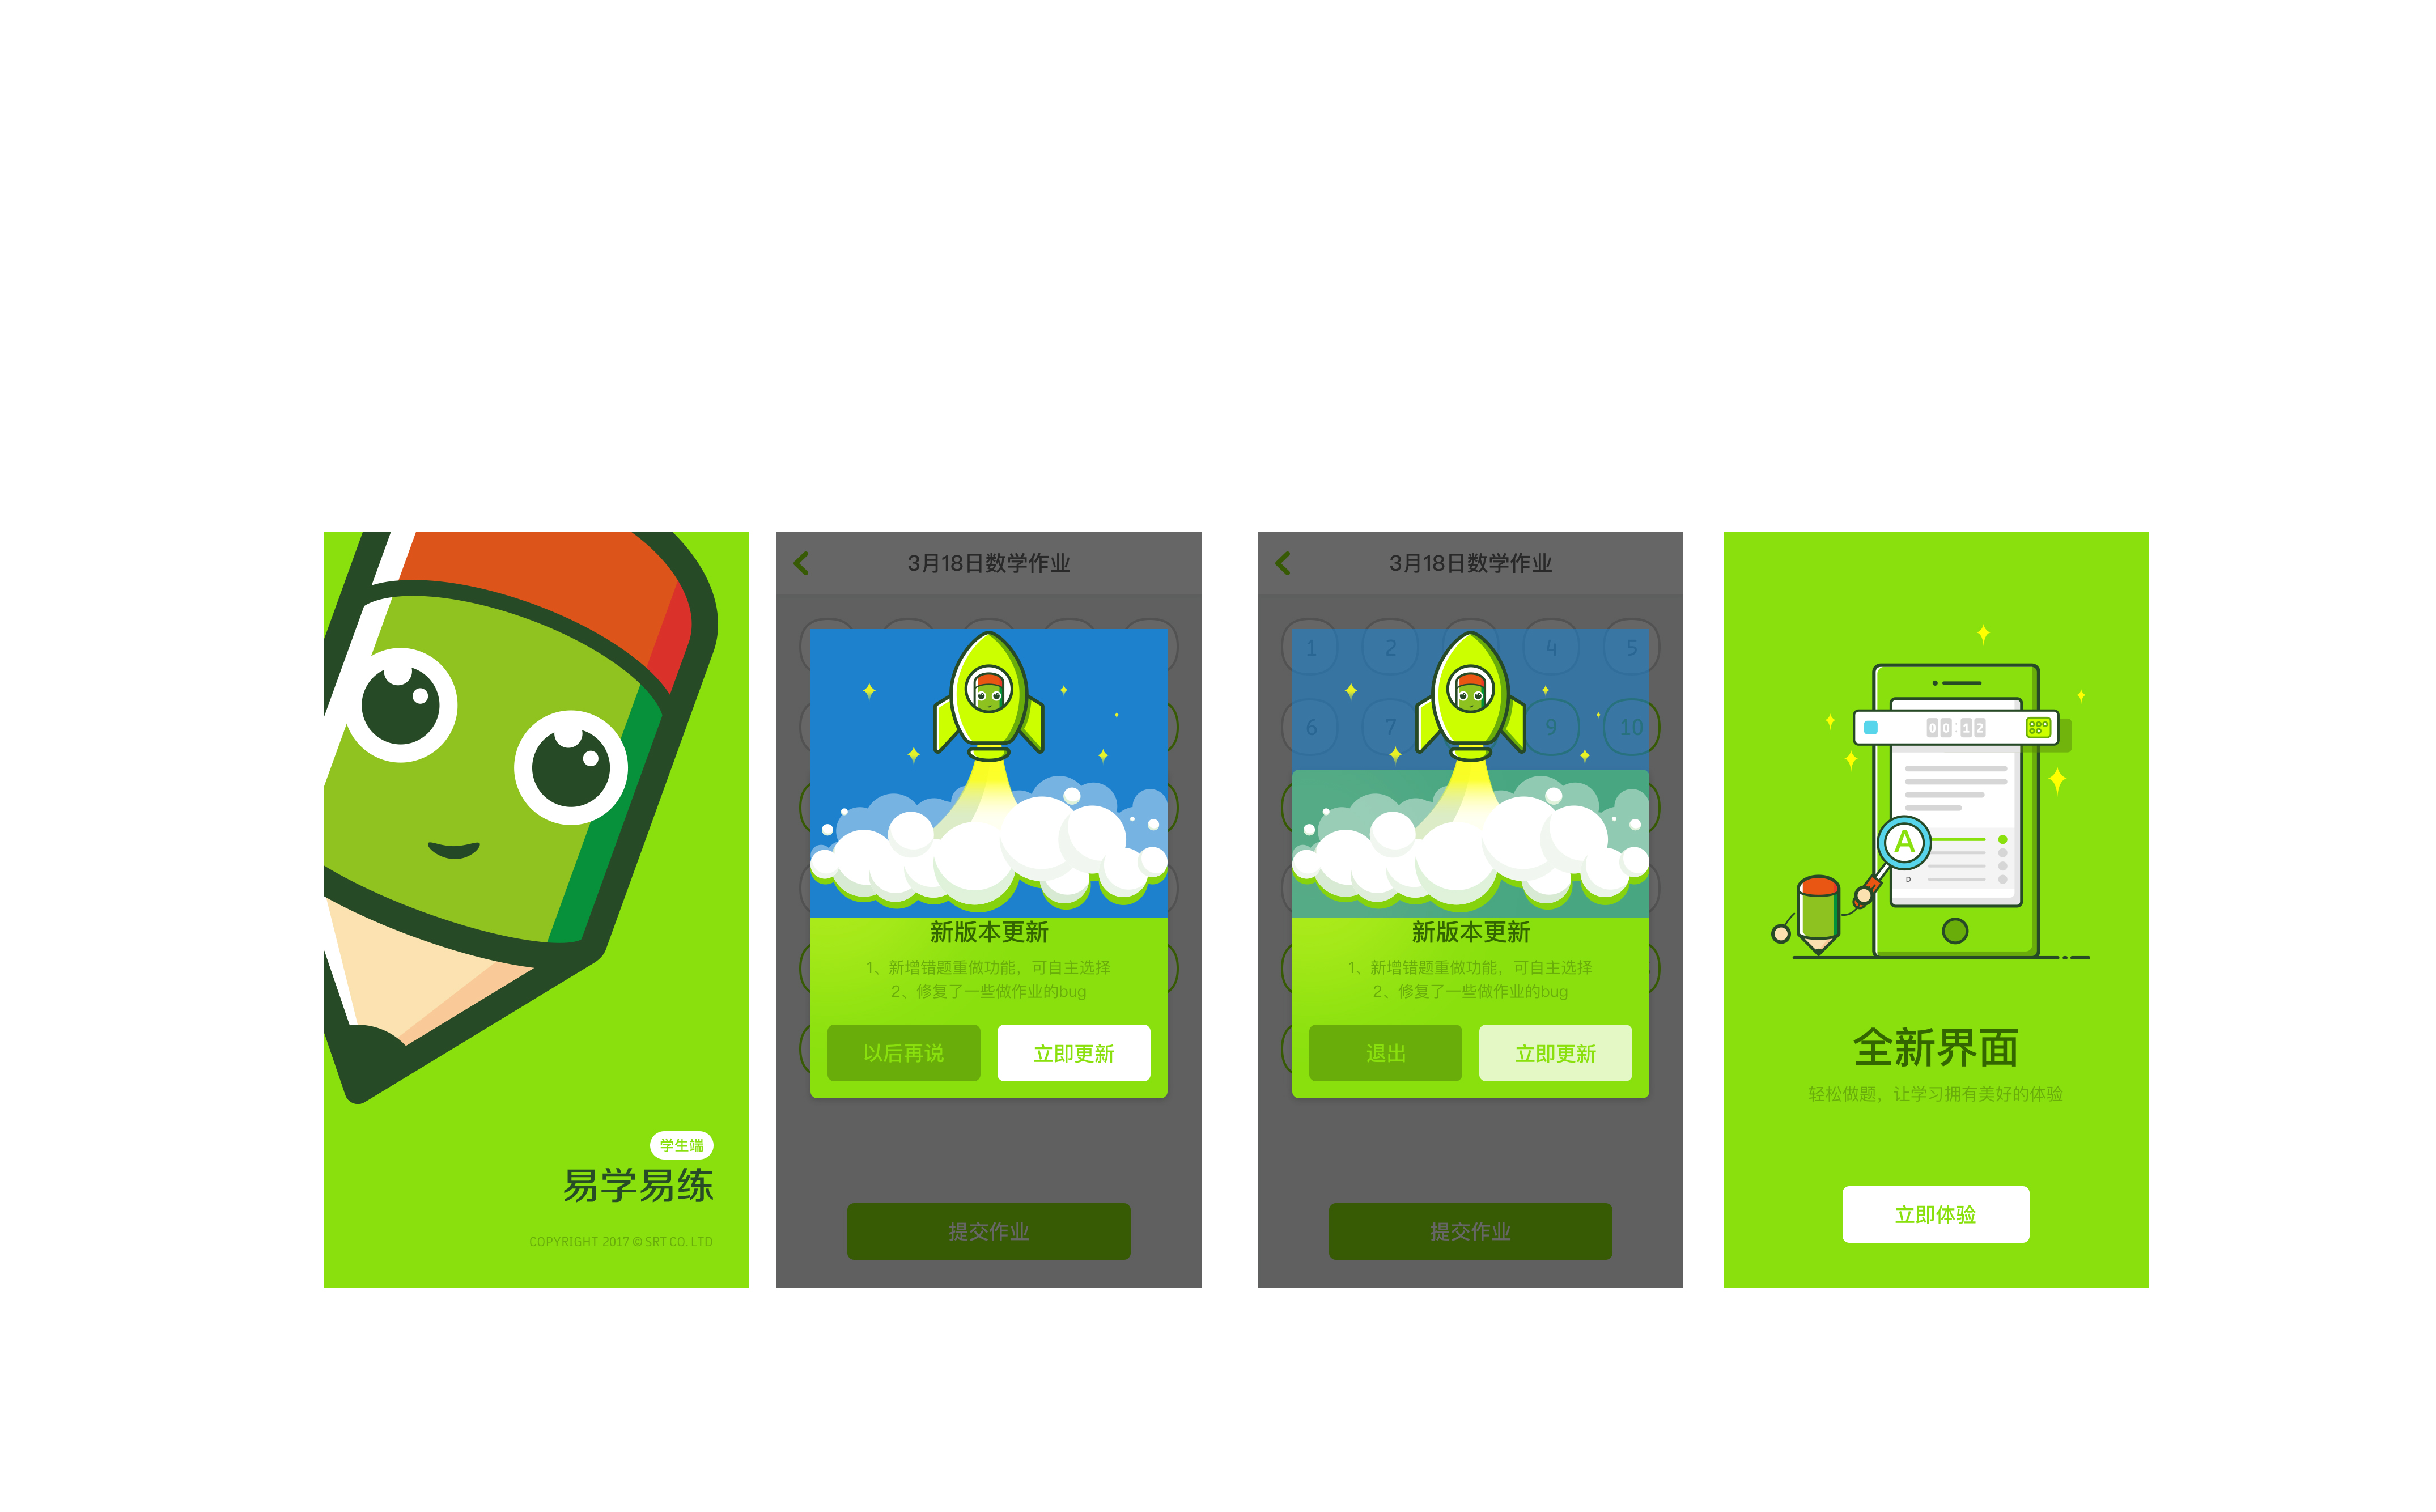 学生端
易学易练
COPYRIGHT 2017 © SRT CO. LTD
3月18日数学作业
新版本更新
1、新增错题重做功能，可自主选择
2、修复了一些做作业的bug
以后再说
立即更新
提交作业
3月18日数学作业
1 2 4 5
6 7 9 10
新版本更新
1、新增错题重做功能，可自主选择
2、修复了一些做作业的bug
退出
立即更新
提交作业
00:12
A
D
全新界面
轻松做题，让学习拥有美好的体验
立即体验